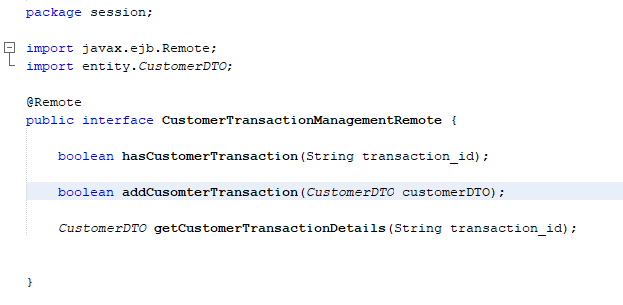 package session;
import javax.ejb.Remote;
import entity.CustomerDTO;
@Remote
public interface CustomerTransactionManagementRemote {
boolean hasCustomerTransaction(String transaction_id);
boolean addCusomterTransaction(CustomerDTO customerDTO);
CustomerDTO getCustomerTransactionDetails(String transaction_id);
}